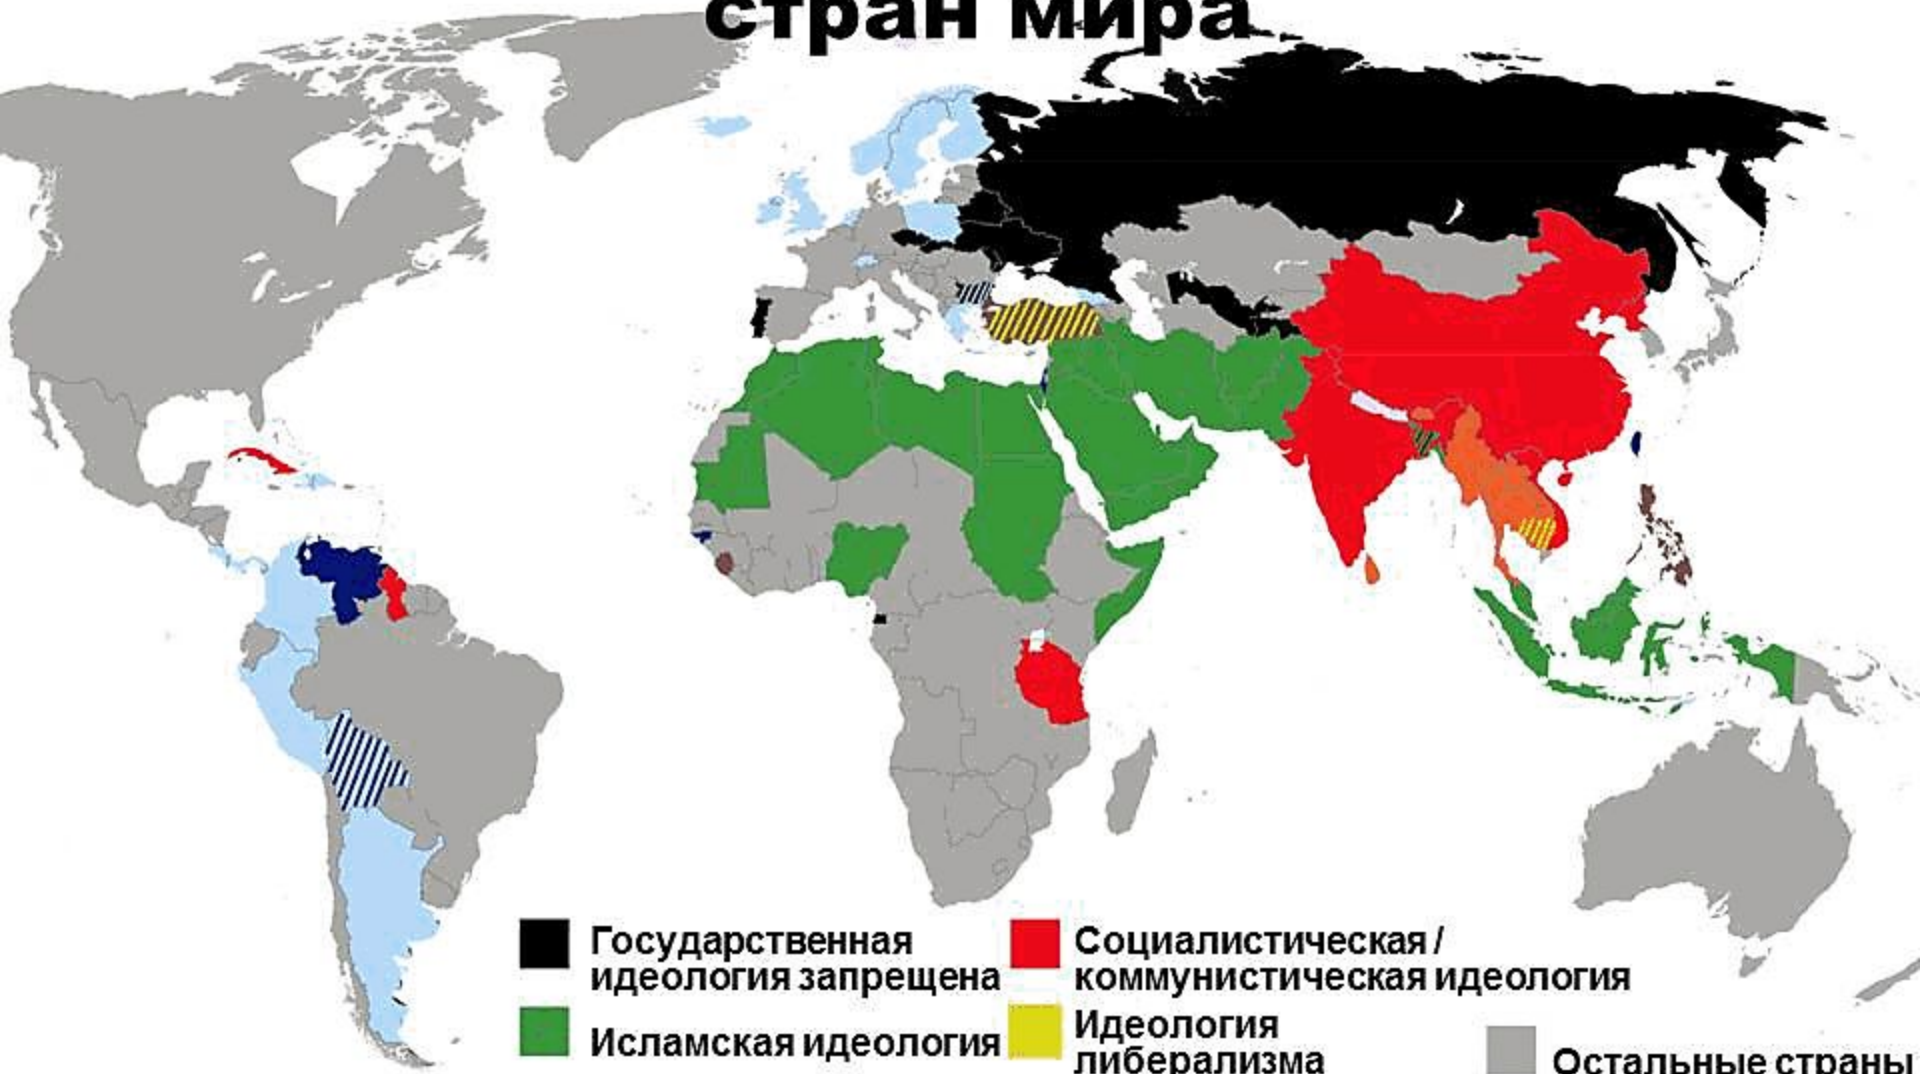 стран мира
Государственная
идеология запрещена
Социалистическая /
коммунистическая идеология
Исламская идеология
Идеология
либерализма
Остальные страны